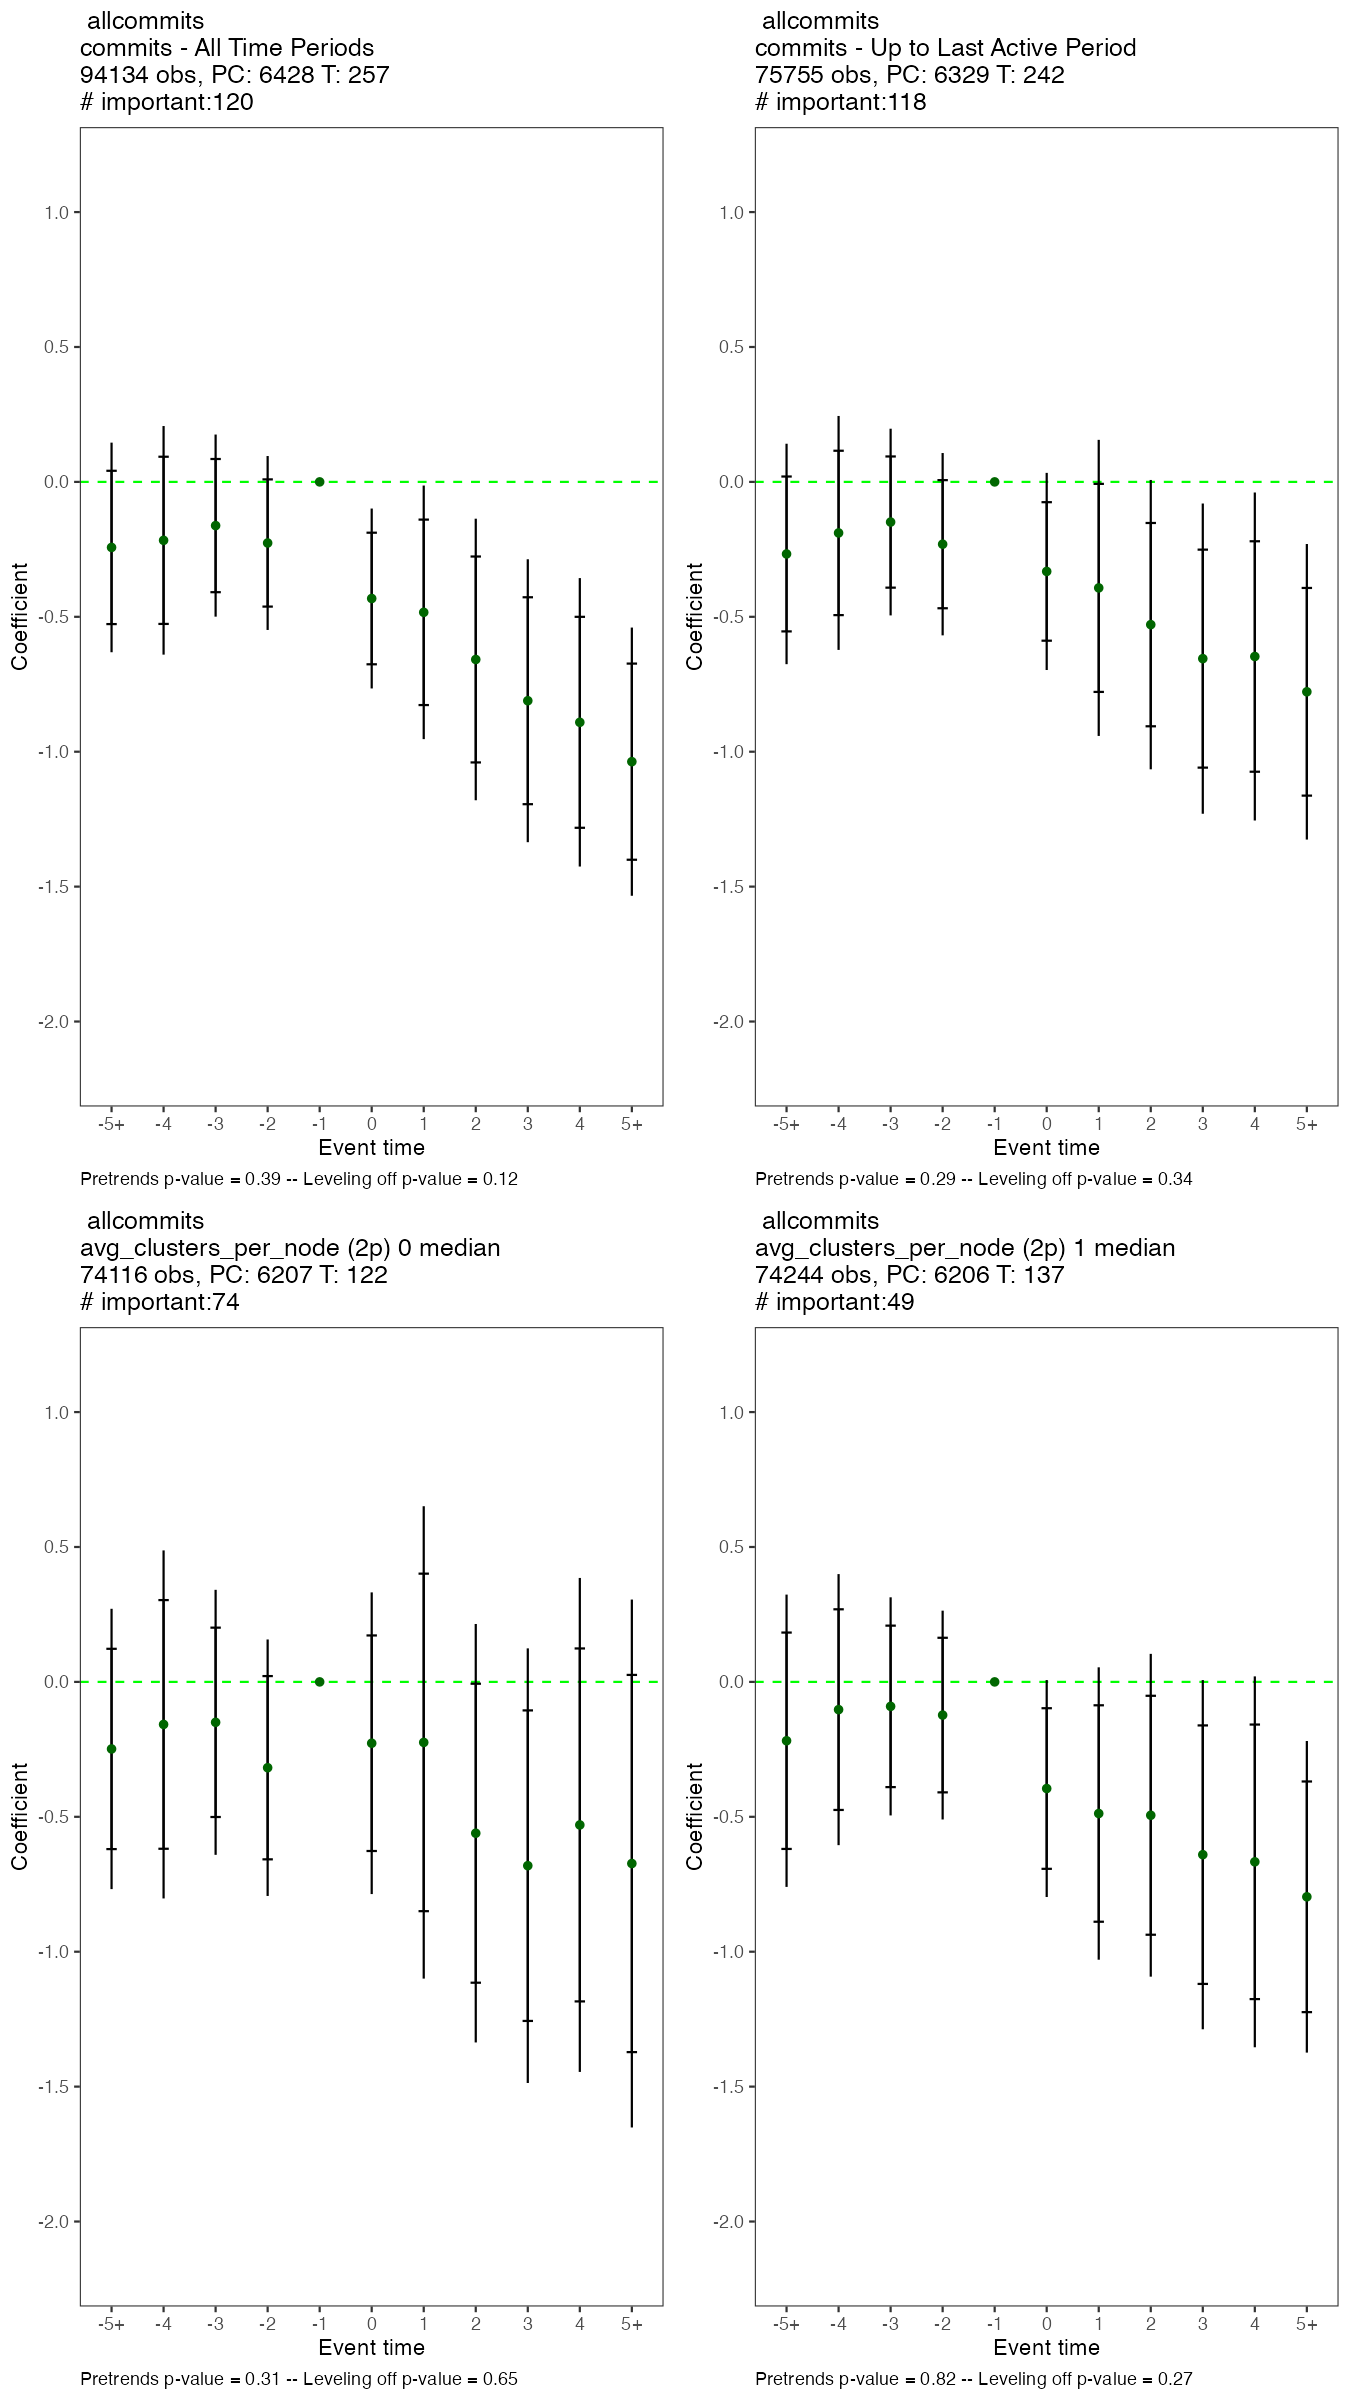 allcommits
commits - All Time Periods
94134 obs, PC: 6428 T: 257
# important:120
1.0
0.5
0.0
-0.5
-1.0
-1.5
-2.0
Coefficient
-5+ -4 -3 -2 -1 0 1 2 3 4 5+
Event time
Pretrends p-value = 0.39 -- Leveling off p-value = 0.12
allcommits
commits - Up to Last Active Period
75755 obs, PC: 6329 T: 242
# important:118
1.0
0.5
0.0
-0.5
-1.0
-1.5
-2.0
Coefficient
-5+ -4 -3 -2 -1 0 1 2 3 4 5+
Event time
Pretrends p-value = 0.29 -- Leveling off p-value = 0.34
allcommits
avg_clusters_per_node (2p) 0 median
74116 obs, PC: 6207 T: 122
# important:74
1.0
0.5
0.0
-0.5
-1.0
-1.5
-2.0
Coefficient
-5+ -4 -3 -2 -1 0 1 2 3 4 5+
Event time
Pretrends p-value = 0.31 -- Leveling off p-value = 0.65
allcommits
avg_clusters_per_node (2p) 1 median
74244 obs, PC: 6206 T: 137
# important:49
1.0
0.5
0.0
-0.5
-1.0
-1.5
-2.0
Coefficient
-5+ -4 -3 -2 -1 0 1 2 3 4 5+
Event time
Pretrends p-value = 0.82 -- Leveling off p-value = 0.27